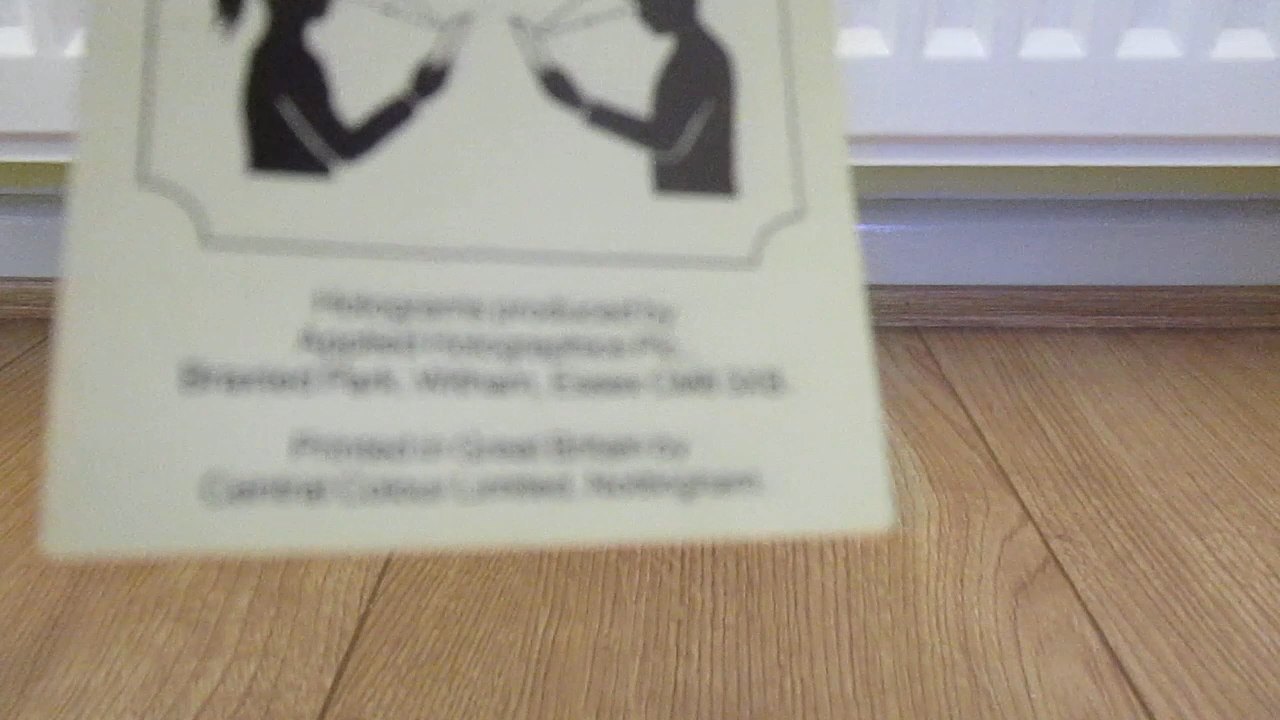 Holograms produced by
Applied Holographics Plc,
Braxted Park, Witham, Essex CM8
Printed in Great Britain by
Central Colour Limited, Nottingham.